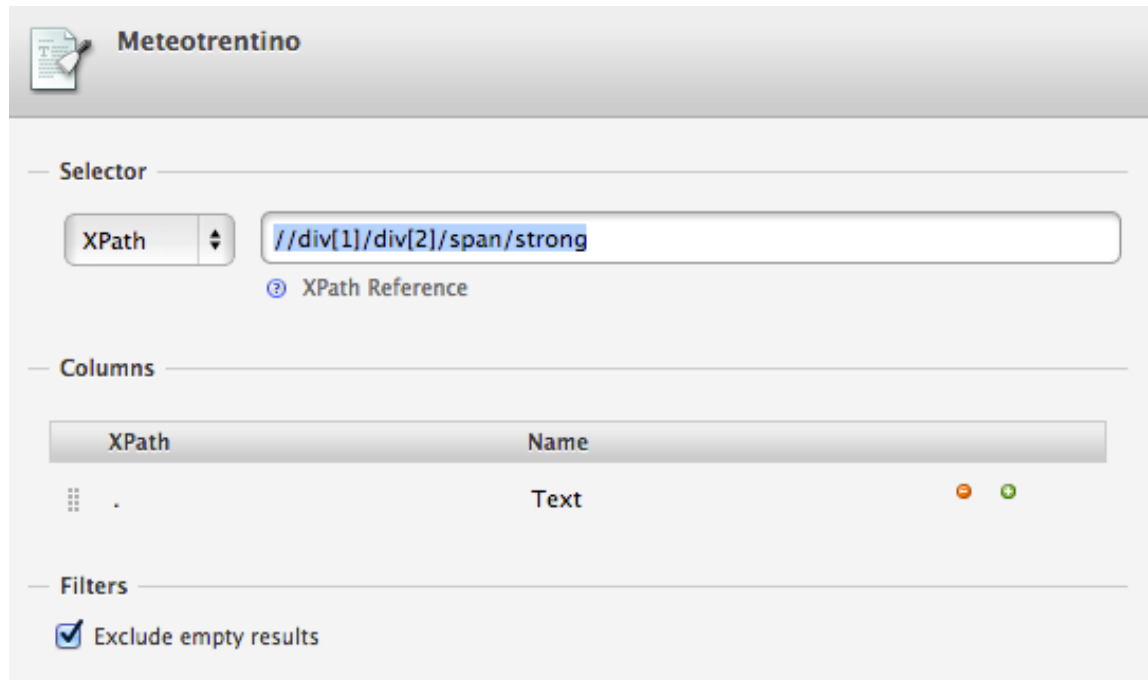 Meteotrentino
Selector
XPath //div[1]/div[2]/span/strong
XPath Reference
Columns
XPath Name
. Text
Filters
Exclude empty results